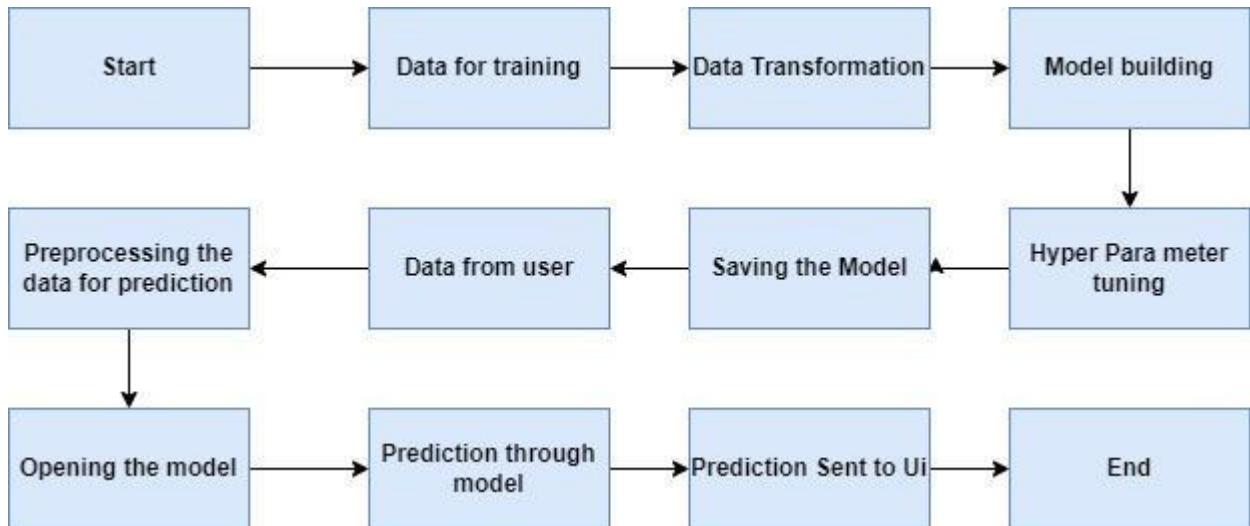 Start
Data for training
Data Transformation
Model building
Preprocessing the
data for prediction
Data from user
Saving the Model
Hyper Para meter
tuning
Opening the model
Prediction through
model
Prediction Sent to Ui
End